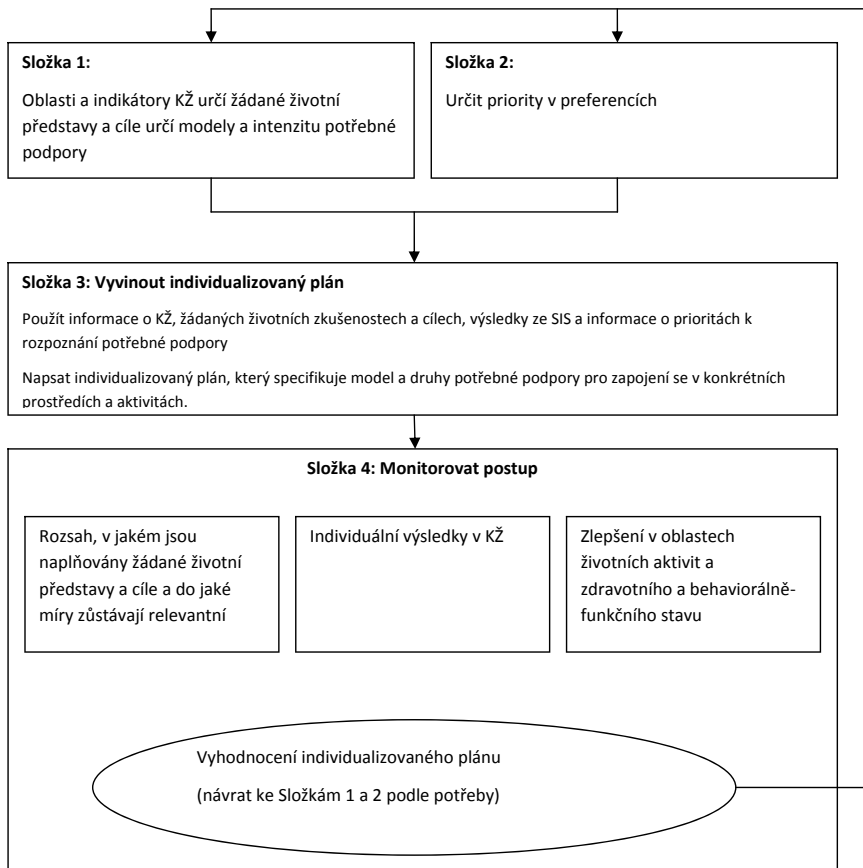 Složka 1:
Oblasti a indikátory KŽ určí žádané životní
představy a cíle určí modely a intenzitu potřebné
podpory
Složka 2:
Určit priority v preferencích
Složka 3: Vyvinout individualizovaný plán
Použít informace o KŽ, žádaných životních zkušenostech a cílech, výsledky ze SIS a informace o prioritách k
rozpoznání potřebné podpory
Napsat individualizovaný plán, který specifikuje model a druhy potřebné podpory pro zapojení se v konkrétních
prostředích a aktivitách.
Složka 4: Monitorovat postup
Rozsah, v jakém jsou
naplňovány žádané životní
představy a cíle a do jaké
míry zůstávají relevantní
Individuální výsledky v KŽ
Zlepšení v oblastech
životních aktivit a
zdravotního a behaviorálně-
funkčního stavu
Vyhodnocení individualizovaného plánu
(návrat ke Složkám 1 a 2 podle potřeby)